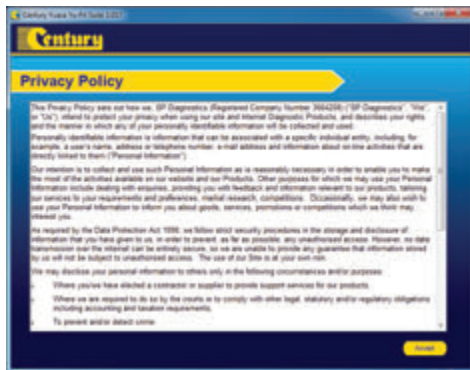 Century Yuasa
Century
Privacy Policy
This Privacy Policy sets out how we, SP Diagnostics (Registered Company Number 3664258) ("SP Diagnostics", "We",
or "Us"), intend to protect your privacy when using our site and Internet Diagnostic Products, and describes your rights
and the manner in which any of your personally identifiable information will be collected and used.
Personally identifiable information is information that can be associated with a specific individual entity, including, for
example, a user's name, address or telephone number, e-mail address and information about on-line activities that are
directly linked to them ("Personal Information")
Our intention is to collect and use such Personal Information as is reasonably necessary in order to enable you to make
the most of the activities available on our website and our Products. Other purposes for which we may use your Personal
Information include dealing with enquiries, providing you with feedback and information relevant to our products, tailoring
our services to your requirements and preferences, market research, competitions. Occasionally, we may also wish to
use your Personal Information to inform you about goods, services, promotions or competitions which we think may
interest you.
As required by the Data Protection Act 1998, we follow strict security procedures in the storage and disclosure of
information that you have given to us, in order to prevent, as far as possible, any unauthorised access. However, no data
transmission over the internet can be entirely secure, so we are unable to provide any guarantee that information stored
by us will not be subject to unauthorised access. The use of our Site is at your own risk.
We may disclose your personal information to others only in the following circumstances and/or purposes:
Where you/we have elected a contractor or supplier to provide support services for our products.
Where we are required to do so by the courts or to comply with other legal, statutory and/or regulatory obligations
including accounting and taxation requirements;
To prevent and/or detect crime
Accept